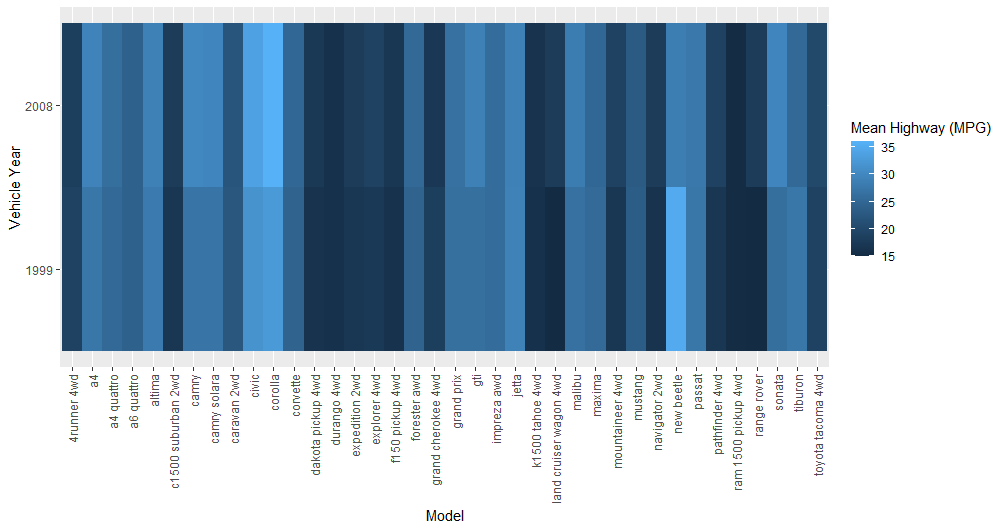 Vehicle Year
2008
1999
Mean Highway (MPG)
35
30
25
20
15
4runner 4wd
a4
a4 quattro
a6 quattro
altima
c1500 suburban 2wd
camry
camry solara
caravan 2wd
civic
corolla
corvette
dakota pickup 4wd
durango 4wd
expedition 2wd
explorer 4wd
f150 pickup 4wd
forester awd
grand cherokee 4wd
grand prix
gti
impreza awd
jetta
k1500 tahoe 4wd
land cruiser wagon 4wd
malibu
maxima
mountaineer 4wd
mustang
navigator 2wd
new beetle
passat
pathfinder 4wd
ram 1500 pickup 4wd
range rover
sonata
tiburon
toyota tacoma 4wd
Model